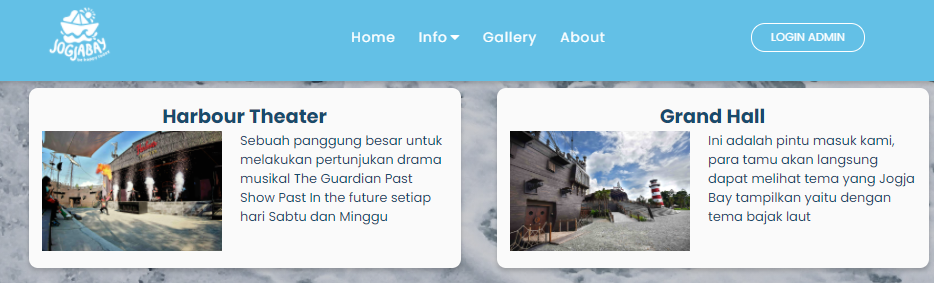 JOGJABAY
Home Info Gallery About
LOGIN ADMIN
Harbour Theater
Sebuah panggung besar untuk
melakukan pertunjukan drama
musikal The Guardian Past
Show Past In the future setiap
hari Sabtu dan Minggu
Grand Hall
Ini adalah pintu masuk kami,
para tamu akan langsung
dapat melihat tema yang Jogja
Bay tampilkan yaitu dengan
tema bajak laut